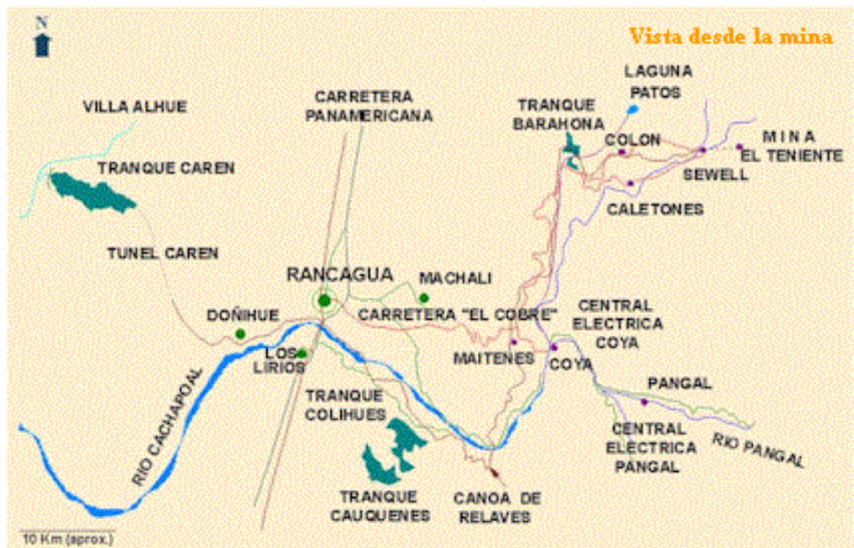 N
Vista desde la mina
LAGUNA
PATOS
VILLA ALHUE
CARRETERA
PANAMERICANA
TRANQUE
BARAHONA
COLON
MINA
EL TENIENTE
TRANQUE CAREN
SEWELL
CALETONES
TUNEL CAREN
RANCAGUA
MACHALI
DOÑIHUE
CARRETERA "EL COBRE"
CENTRAL
ELECTRICA
COYA
LOS
LIRIOS
MAITENES
COYA
PANGAL
TRANQUE
COLIHUES
RIO CACHAPOAL
CENTRAL
ELECTRICA
PANGAL
RIO PANGAL
TRANQUE
CAUQUENES
CANOA DE
RELAVES
10 Km (aprox.)